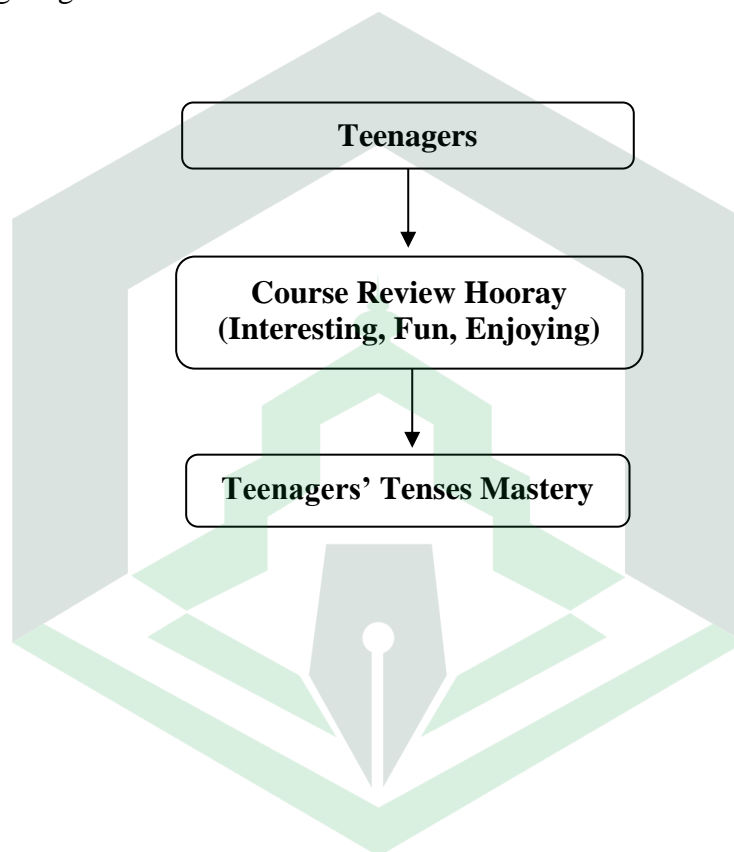 Teenagers
Course Review Hooray
(Interesting, Fun, Enjoying)
Teenagers’ Tenses Mastery